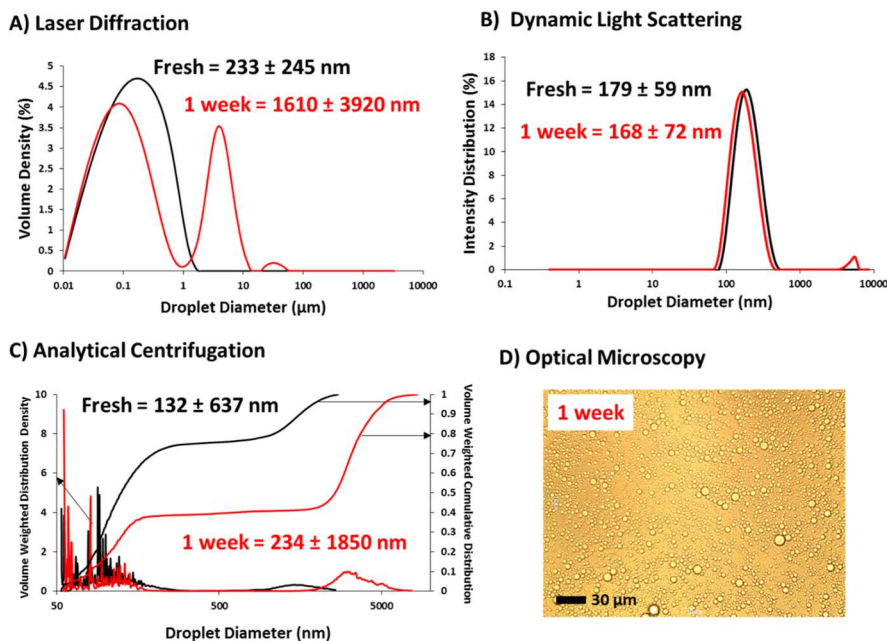 A) Laser Diffraction
Fresh = 233 ± 245 nm
1 week = 1610 ± 3920 nm
Volume Density (%)
5
4.5
4
3.5
3
2.5
2
1.5
1
0.5
0
0.01 0.1 1 10 100 1000 10000
Droplet Diameter (µm)
B) Dynamic Light Scattering
Fresh = 179 ± 59 nm
1 week = 168 ± 72 nm
Intensity Distribution (%)
18
16
14
12
10
8
6
4
2
0
0.1 1 10 100 1000 10000
Droplet Diameter (nm)
C) Analytical Centrifugation
Fresh = 132 ± 637 nm
1 week = 234 ± 1850 nm
Volume Weighted Distribution Density
10
8
6
4
2
0
50 500 5000
Droplet Diameter (nm)
1
0.9
0.8
0.7
0.6
0.5
0.4
0.3
0.2
0.1
0
Volume Weighted Cumulative Distribution
D) Optical Microscopy
1 week
30 µm